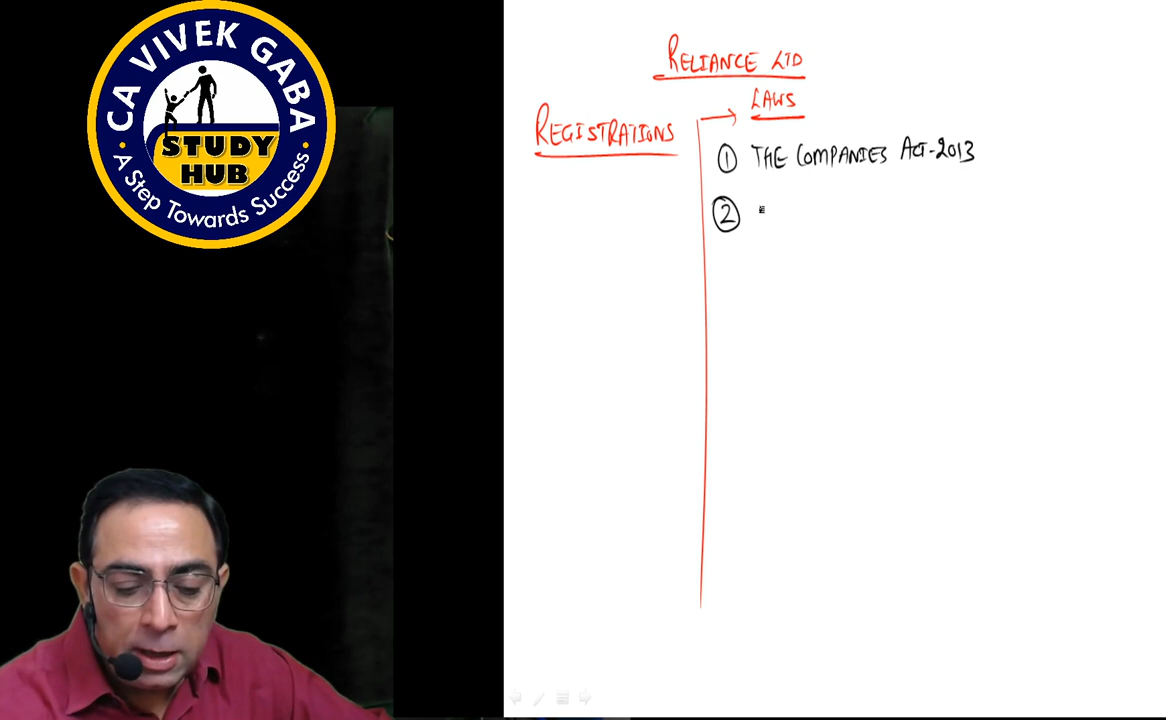 CA VIVEK GABA
STUDY
HUB
A Step Towards Success
RELIANCE LTD
LAWS
REGISTRATIONS
① THE COMPANIES ACT-2013
②